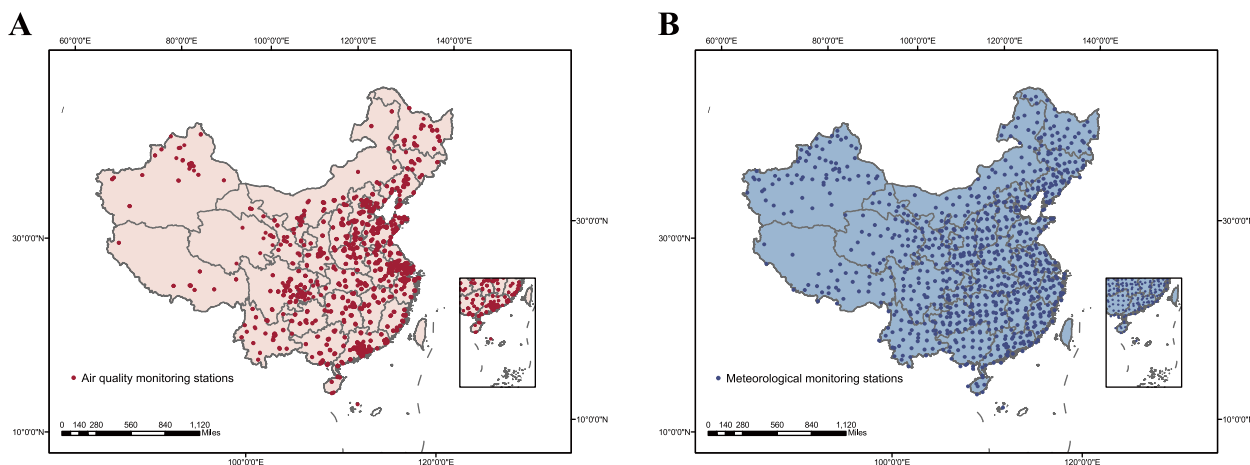 A
60°0'0"E 80°0'0"E 100°0'0"E 120°0'0"E 140°0'0"E
30°0'0"N
30°0'0"N
Air quality monitoring stations
0 140 280 560 840 1,120
Miles
10°0'0"N
10°0'0"N
100°0'0"E 120°0'0"E
B
60°0'0"E 80°0'0"E 100°0'0"E 120°0'0"E 140°0'0"E
30°0'0"N
30°0'0"N
Meteorological monitoring stations
0 140 280 560 840 1,120
Miles
10°0'0"N
10°0'0"N
100°0'0"E 120°0'0"E